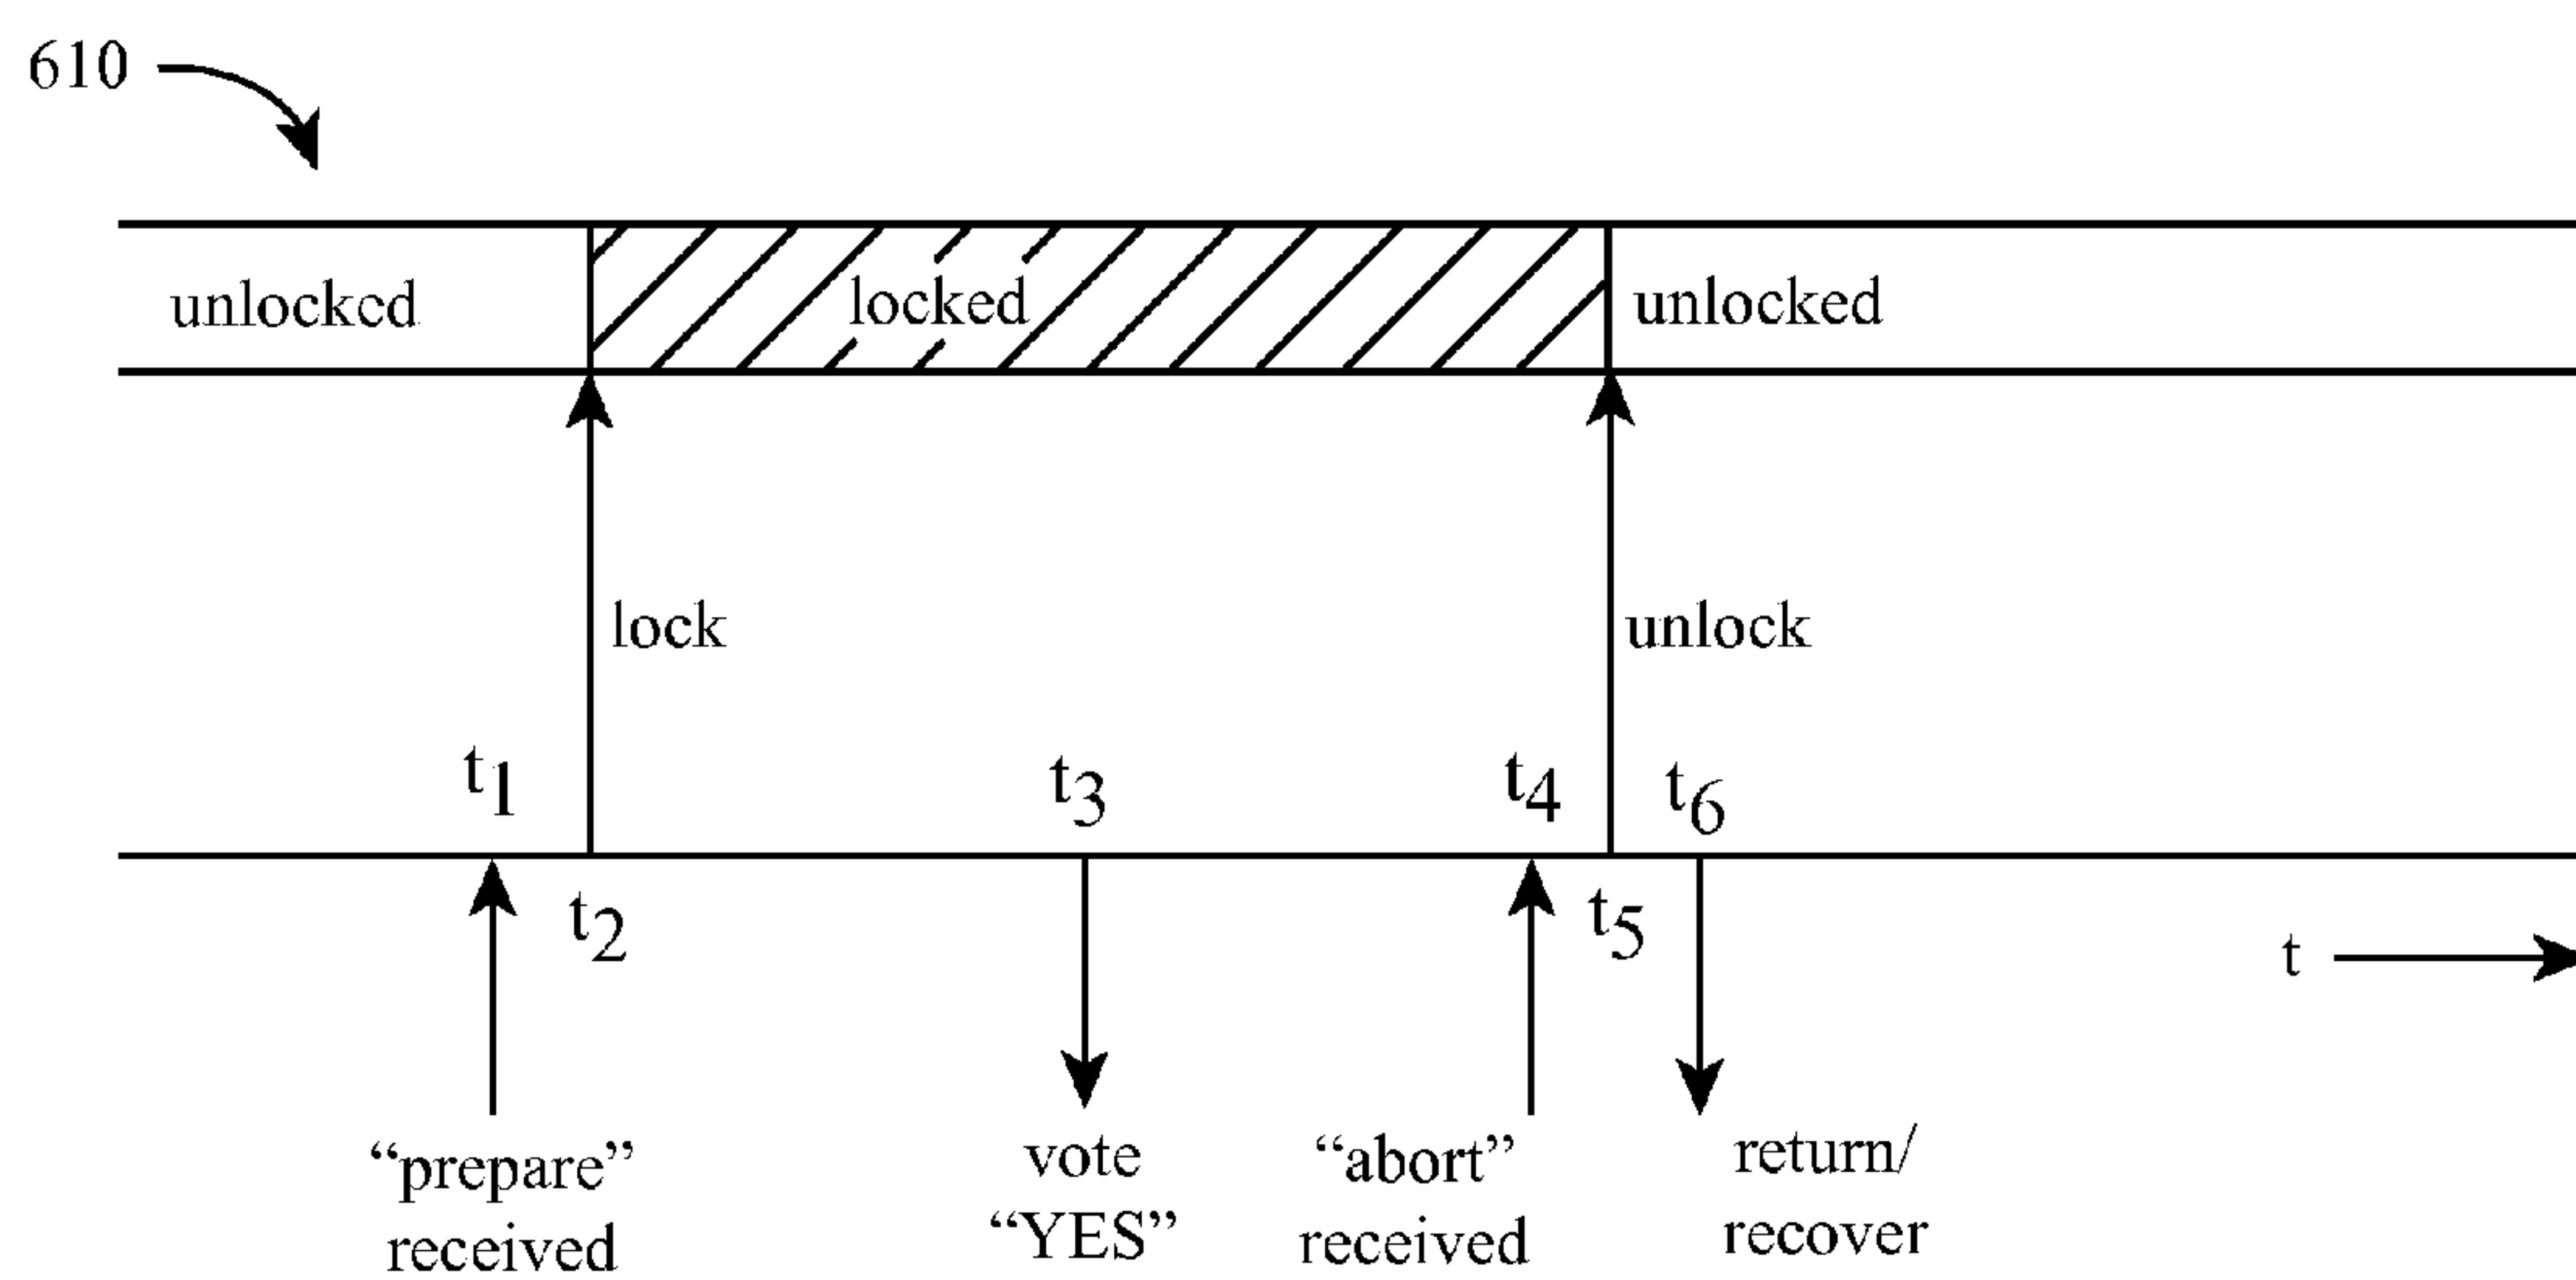 610
unlocked
locked
unlocked
lock
unlock
t1
t3
t4
t6
t2
t5
t
“prepare”
received
vote
“YES”
“abort”
received
return/
recover